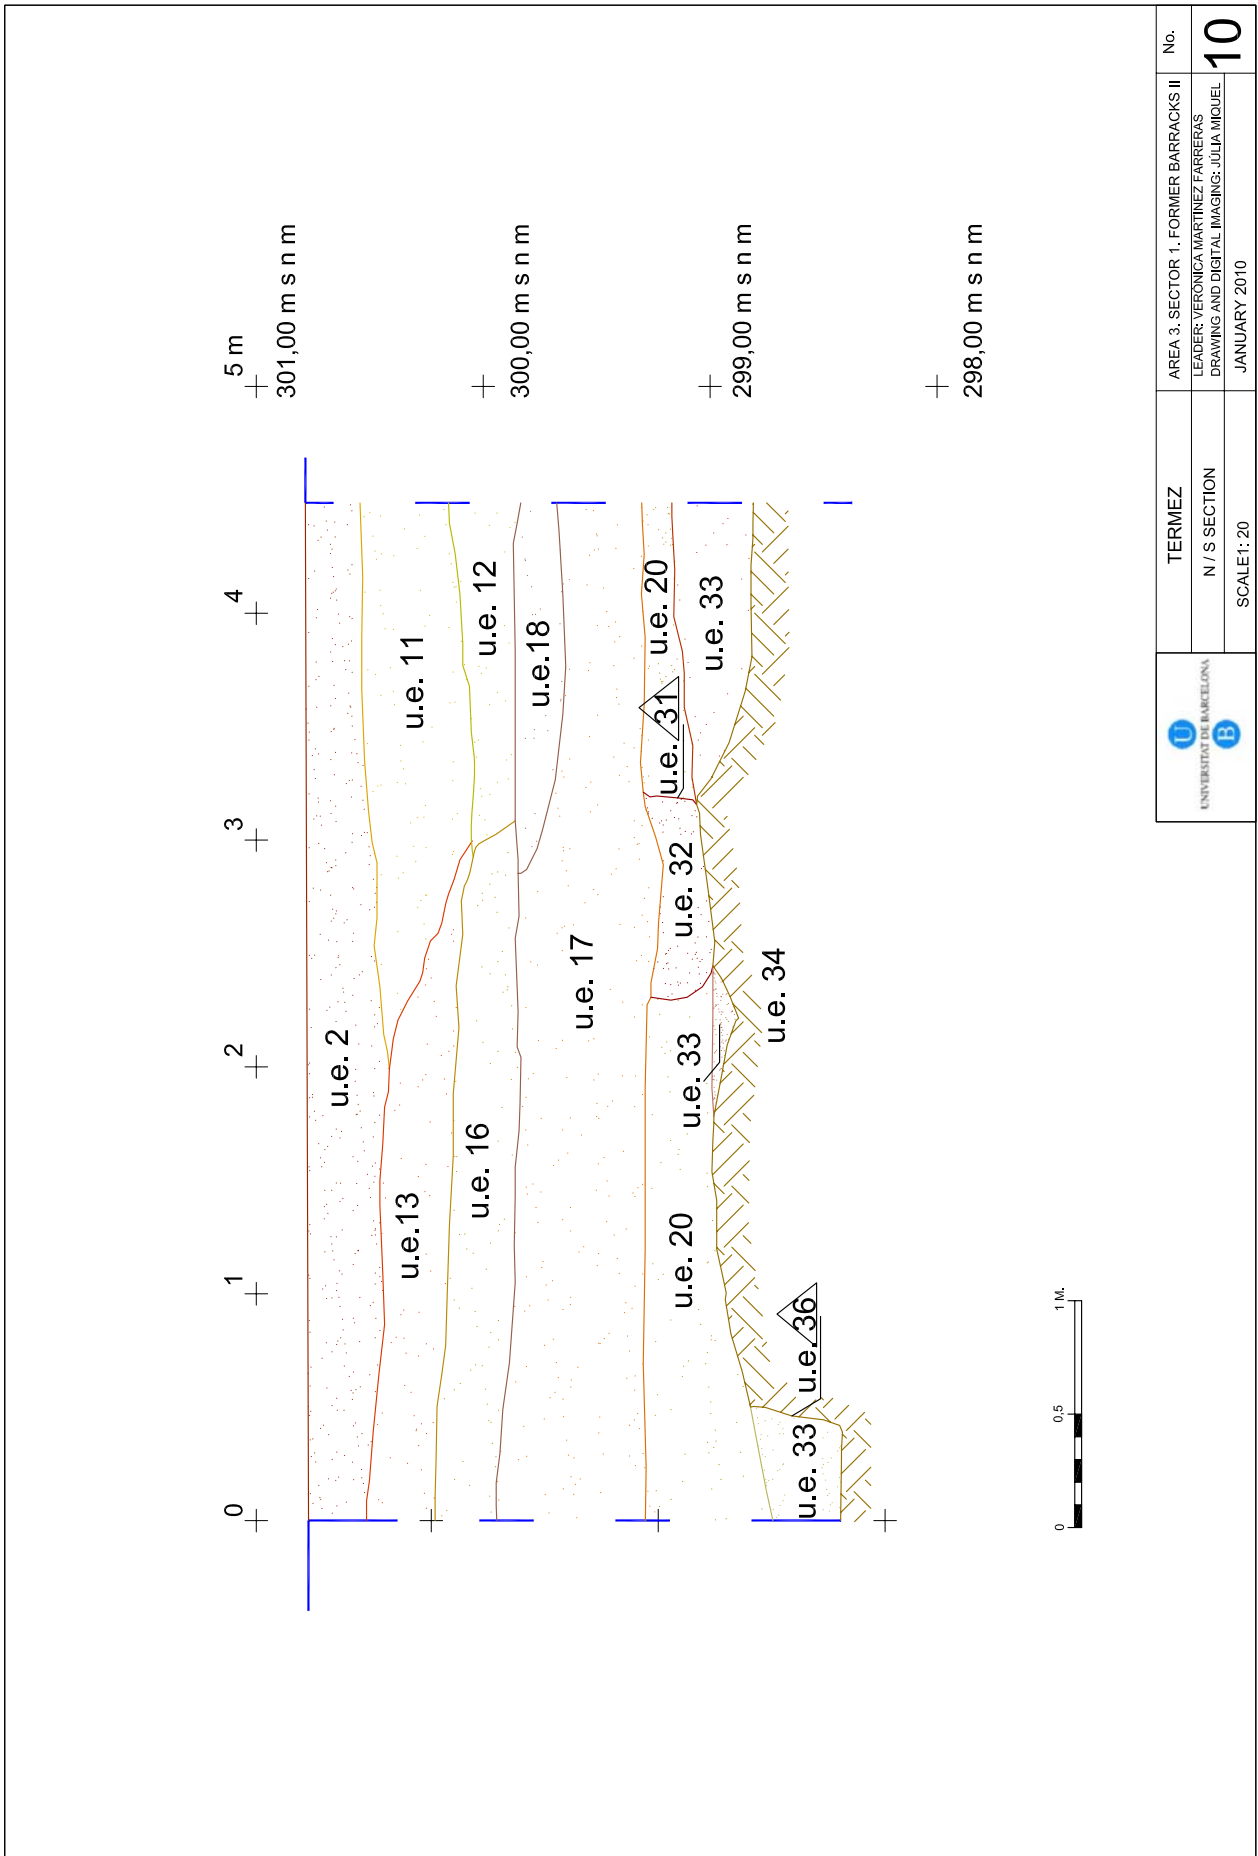 0
1
2
3
4
5 m
301,00 m s n m
300,00 m s n m
299,00 m s n m
298,00 m s n m
u.e. 2
u.e. 11
u.e.13
u.e. 12
u.e. 16
u.e.18
u.e. 17
u.e. 20
u.e. 31
u.e. 20
u.e. 32
u.e. 33
u.e. 33
u.e. 34
u.e. 36
u.e. 33
0
0,5
1 M.
U
UNIVERSITAT DE BARCELONA
B
TERMEZ
N / S SECTION
SCALE1: 20
AREA 3. SECTOR 1. FORMER BARRACKS II
LEADER: VERÓNICA MARTINEZ FARRERAS
DRAWING AND DIGITAL IMAGING: JÚLIA MIQUEL
JANUARY 2010
No.
10